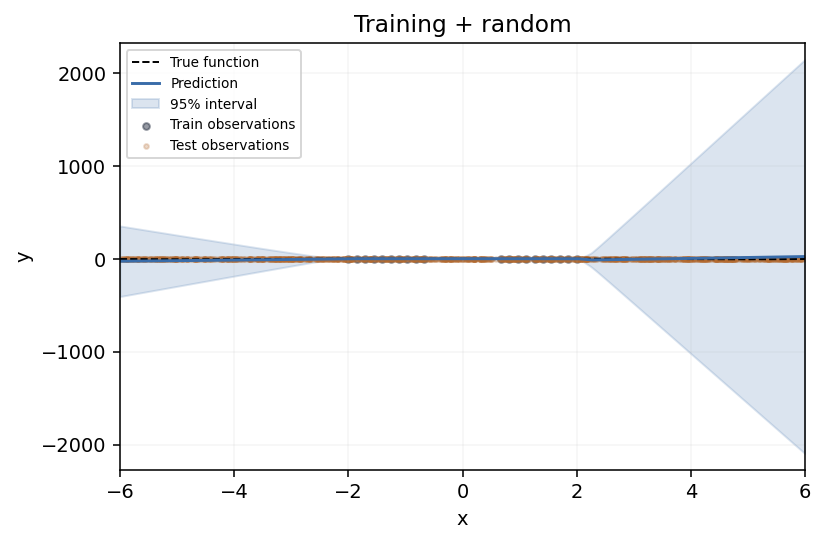 Training + random
True function
Prediction
95% interval
Train observations
Test observations
2000
1000
0
−1000
−2000
y
−6
−4
−2
0
2
4
6
x